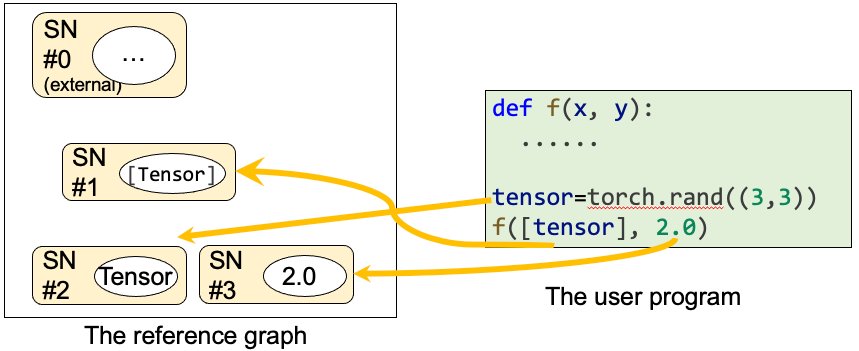 SN
#0
(external)
...
SN
#1
[Tensor]
SN
#2
Tensor
SN
#3
2.0
The reference graph
def f(x, y):
......
tensor=torch.rand((3,3))
f([tensor], 2.0)
The user program